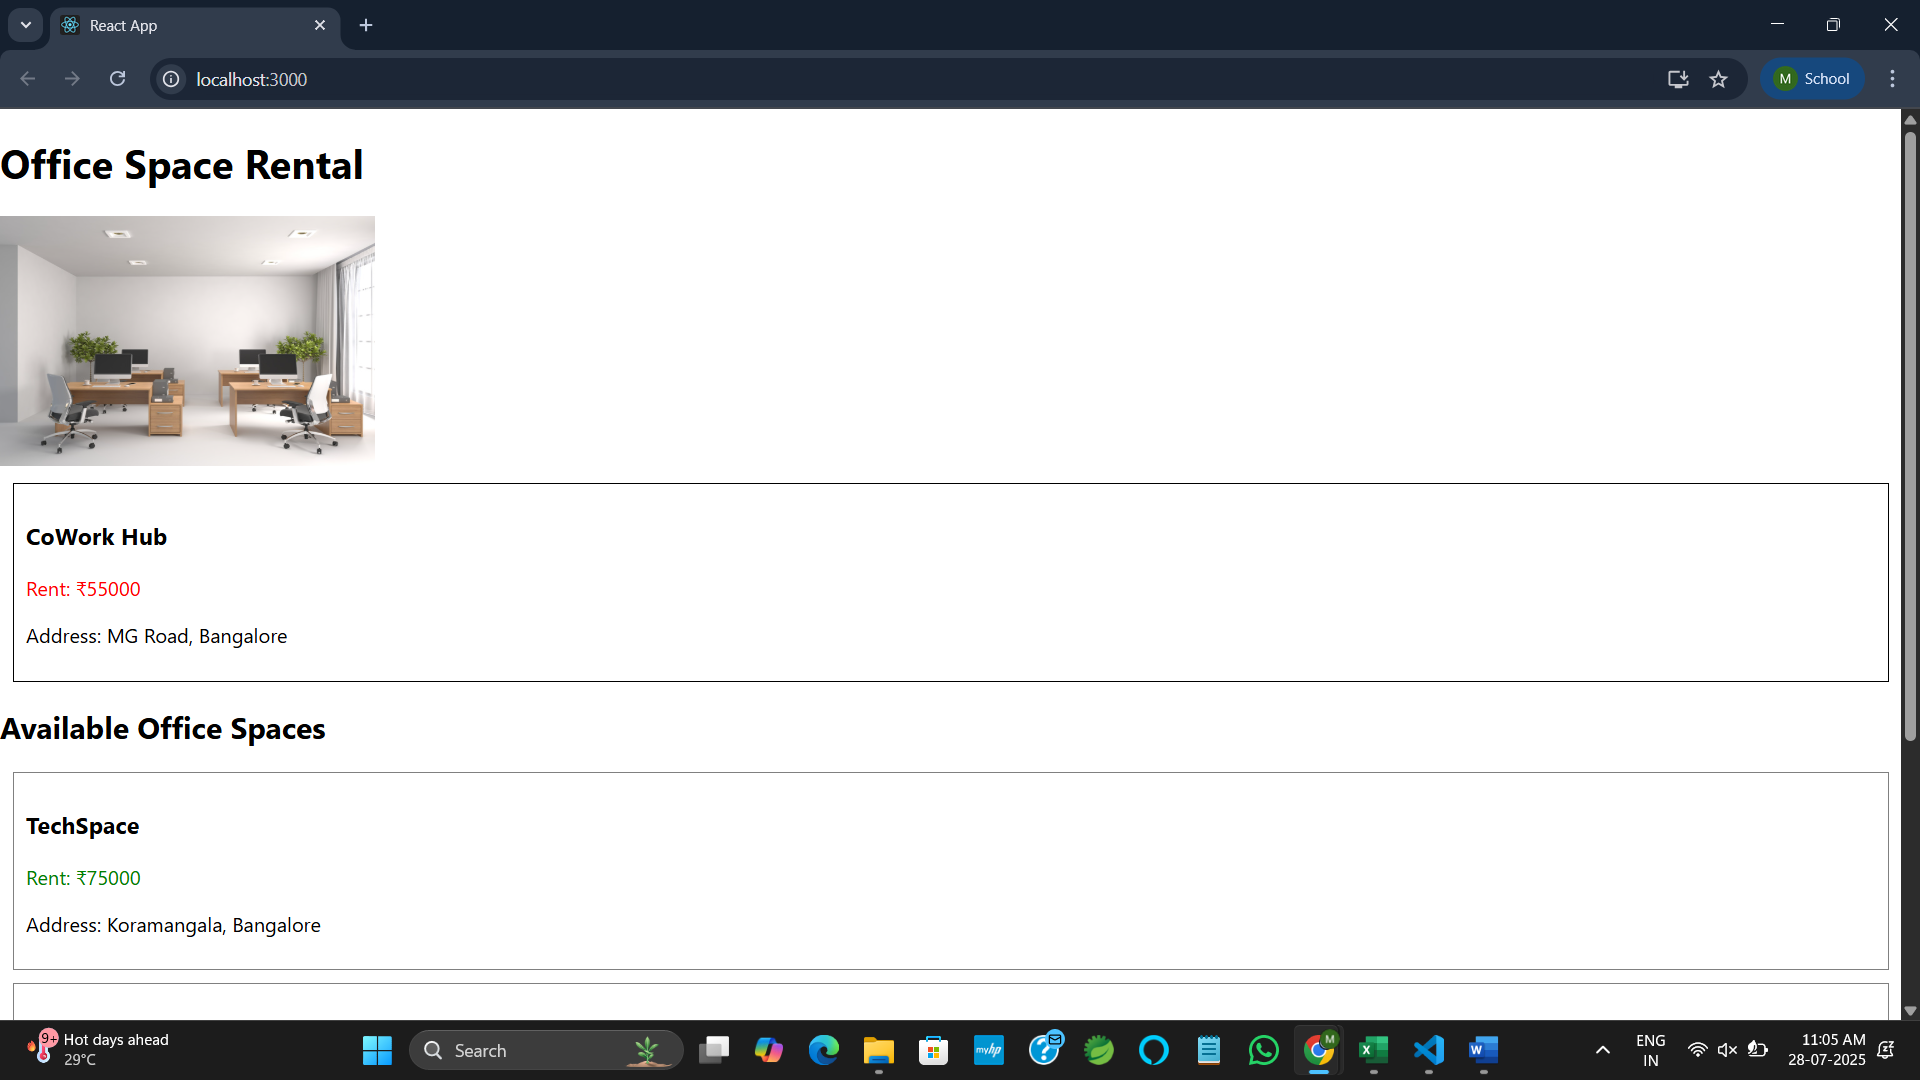 React App
localhost:3000
M
School
Office Space Rental
CoWork Hub
Rent: ₹55000
Address: MG Road, Bangalore
Available Office Spaces
TechSpace
Rent: ₹75000
Address: Koramangala, Bangalore
9+
Hot days ahead
29°C
Search
myhp
?
M
X
W
ENG
IN
11:05 AM
28-07-2025